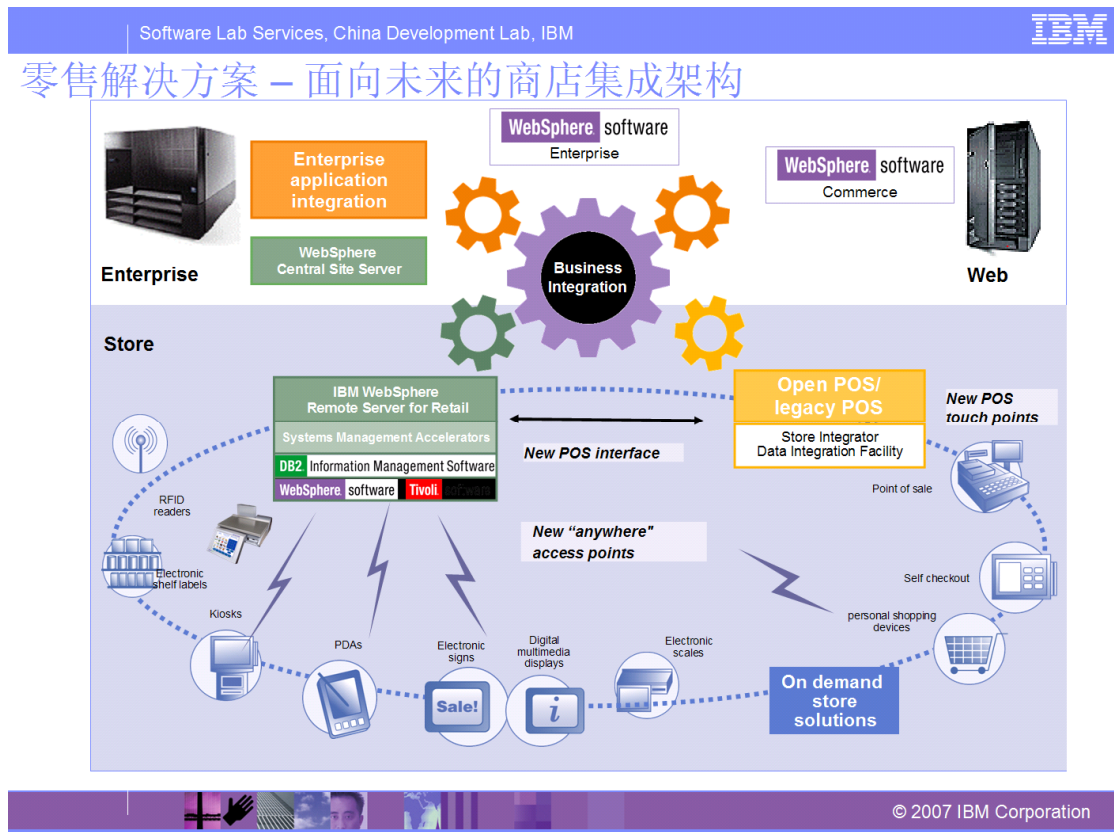 Software Lab Services, China Development Lab, IBM
IBM
零售解决方案 – 面向未来的商店集成架构
WebSphere software
Enterprise
Enterprise
application
integration
WebSphere software
Commerce
WebSphere
Central Site Server
Business
Integration
Enterprise
Web
Store
IBM WebSphere
Remote Server for Retail
Systems Management Accelerators
DB2 Information Management Software
WebSphere software Tivoli software
Open POS/
legacy POS
Store Integrator
Data Integration Facility
New POS
touch points
New POS interface
Point of sale
RFID
readers
New “anywhere"
access points
Electronic
shelf labels
Self checkout
Kiosks
personal shopping
devices
PDAs
Electronic
signs
Digital
multimedia
displays
Electronic
scales
Sale!
i
On demand
store
solutions
© 2007 IBM Corporation